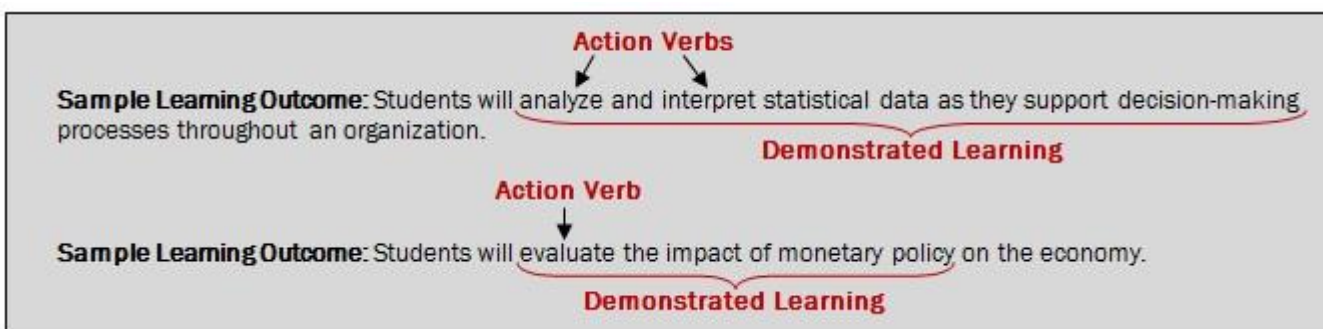 Action Verbs
Sample Learning Outcome: Students will analyze and interpret statistical data as they support decision-making
processes throughout an organization.
Demonstrated Learning
Action Verb
Sample Learning Outcome: Students will evaluate the impact of monetary policy on the economy.
Demonstrated Learning